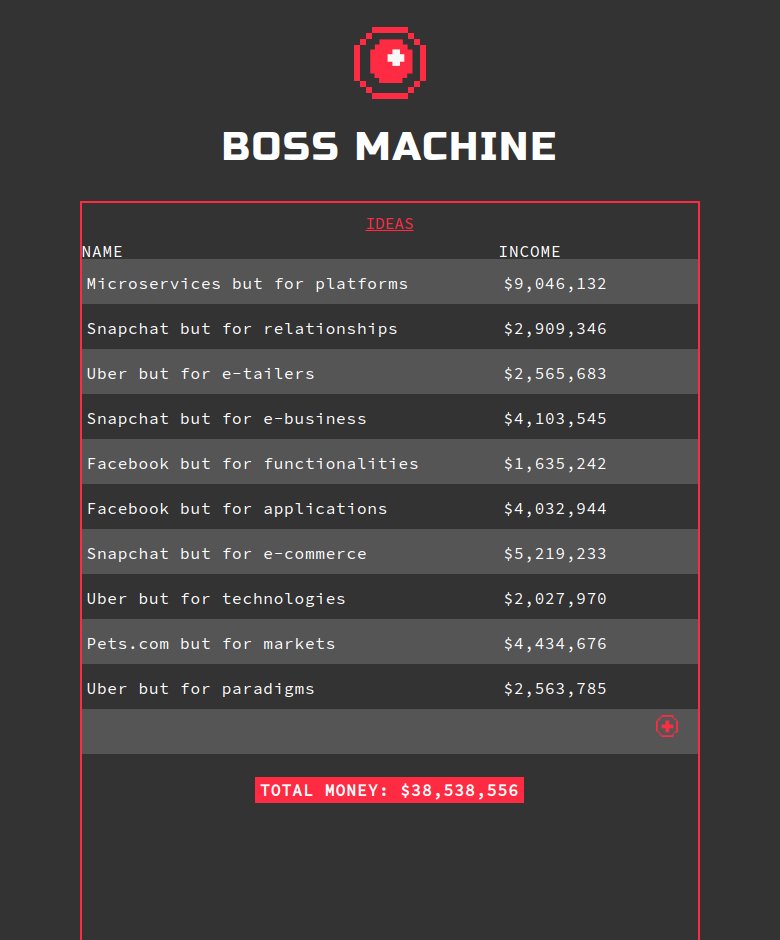 BOSS MACHINE
IDEAS
NAME INCOME
Microservices but for platforms $9,046,132
Snapchat but for relationships $2,909,346
Uber but for e-tailers $2,565,683
Snapchat but for e-business $4,103,545
Facebook but for functionalities $1,635,242
Facebook but for applications $4,032,944
Snapchat but for e-commerce $5,219,233
Uber but for technologies $2,027,970
Pets.com but for markets $4,434,676
Uber but for paradigms $2,563,785
TOTAL MONEY: $38,538,556